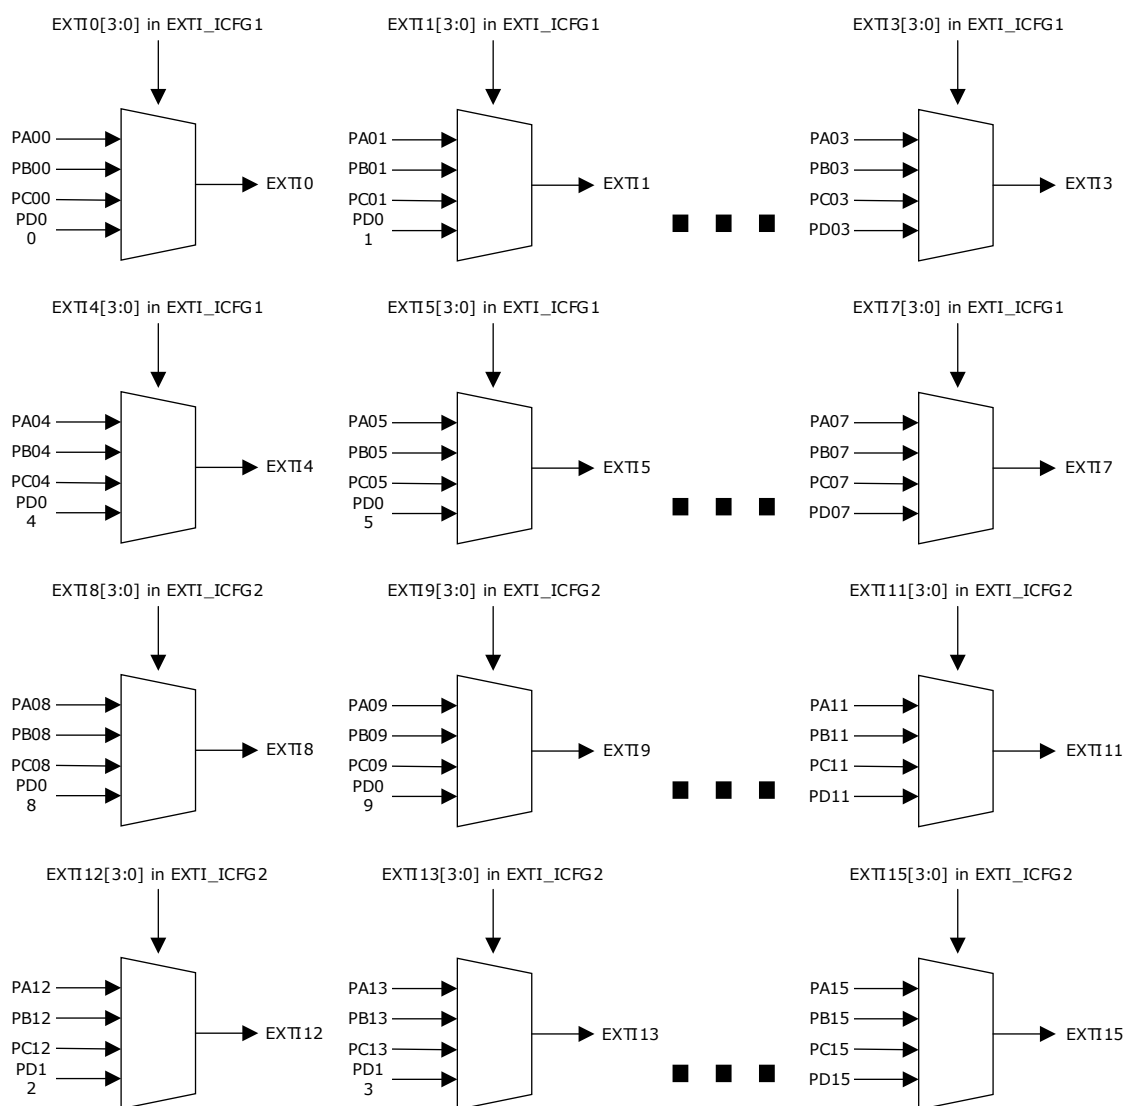 EXTI0[3:0] in EXTI_ICFG1
EXTI1[3:0] in EXTI_ICFG1
EXTI3[3:0] in EXTI_ICFG1
PA00
PB00
PC00
PD0
0
EXTI0
PA01
PB01
PC01
PD0
1
EXTI1
PA03
PB03
PC03
PD03
EXTI3
EXTI4[3:0] in EXTI_ICFG1
EXTI5[3:0] in EXTI_ICFG1
EXTI7[3:0] in EXTI_ICFG1
PA04
PB04
PC04
PD0
4
EXTI4
PA05
PB05
PC05
PD0
5
EXTI5
PA07
PB07
PC07
PD07
EXTI7
EXTI8[3:0] in EXTI_ICFG2
EXTI9[3:0] in EXTI_ICFG2
EXTI11[3:0] in EXTI_ICFG2
PA08
PB08
PC08
PD0
8
EXTI8
PA09
PB09
PC09
PD0
9
EXTI9
PA11
PB11
PC11
PD11
EXTI11
EXTI12[3:0] in EXTI_ICFG2
EXTI13[3:0] in EXTI_ICFG2
EXTI15[3:0] in EXTI_ICFG2
PA12
PB12
PC12
PD1
2
EXTI12
PA13
PB13
PC13
PD1
3
EXTI13
PA15
PB15
PC15
PD15
EXTI15